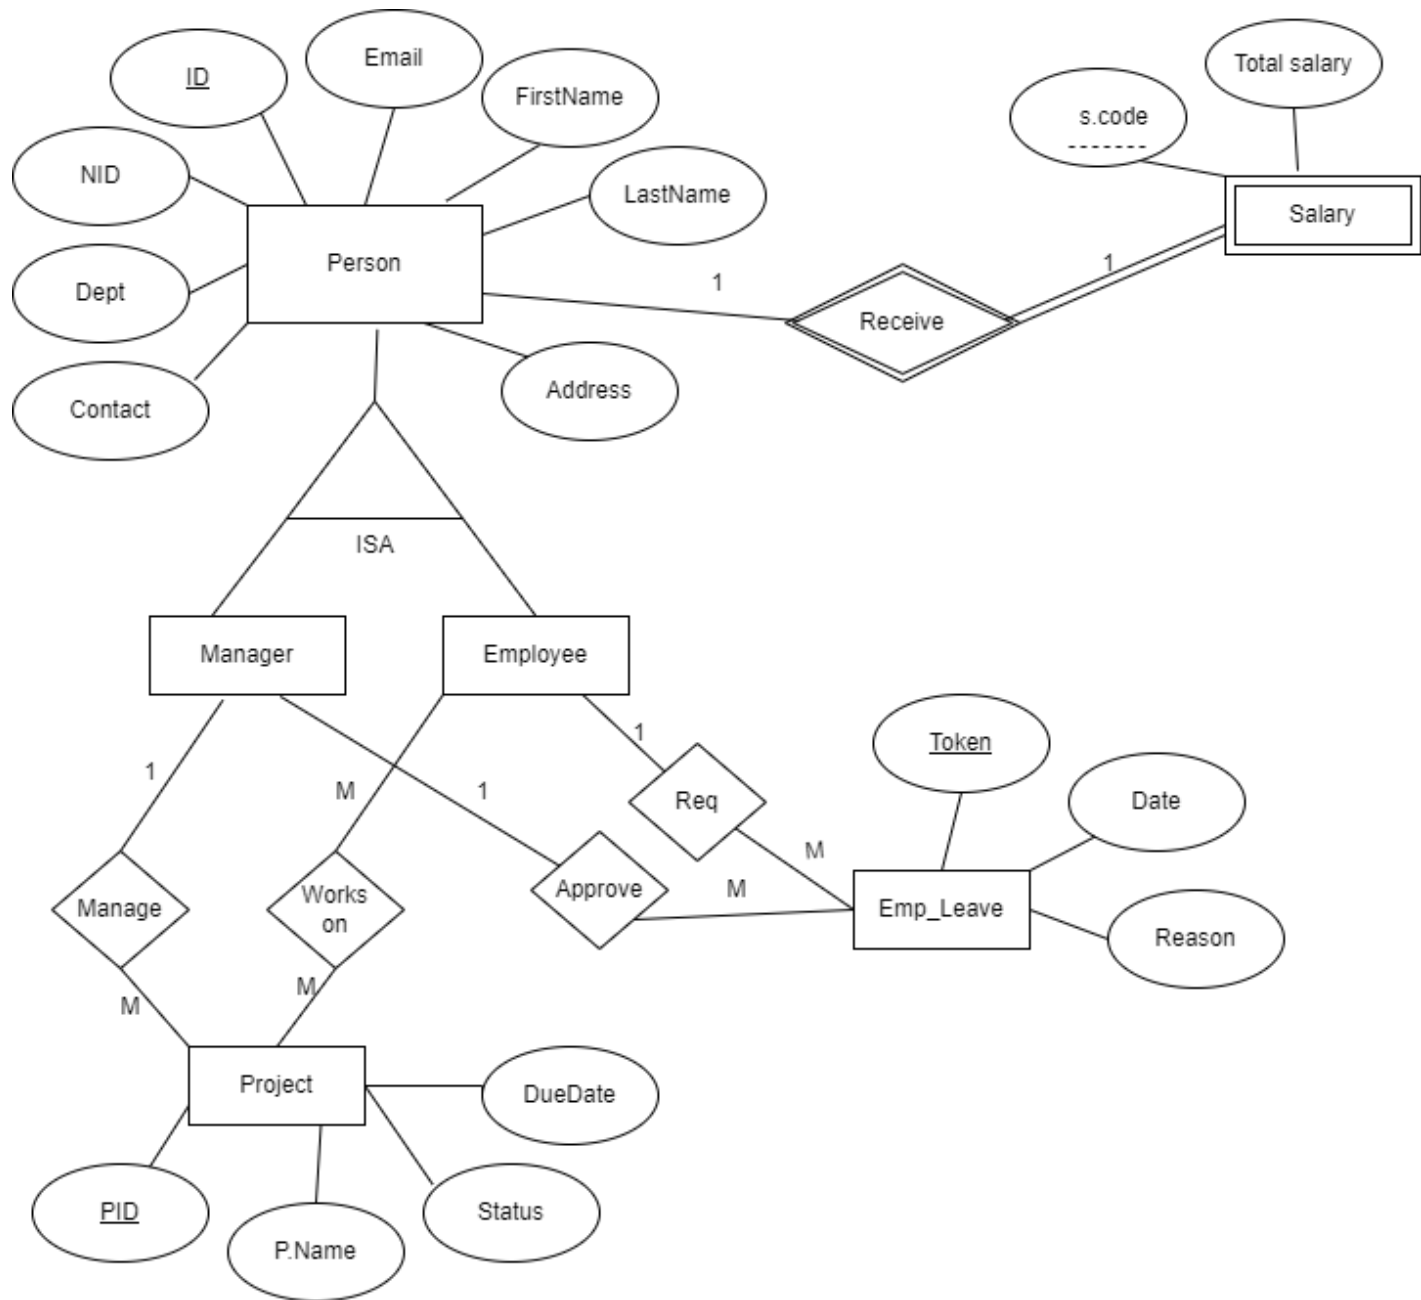 Email
Total salary
ID
FirstName
s.code
NID
LastName
Salary
Person
1
1
Dept
Receive
Address
Contact
ISA
Manager
Employee
1
Token
1
M
1
Req
Date
M
Manage
Works
on
Approve
M
Emp_Leave
Reason
M
M
Project
DueDate
PID
Status
P.Name